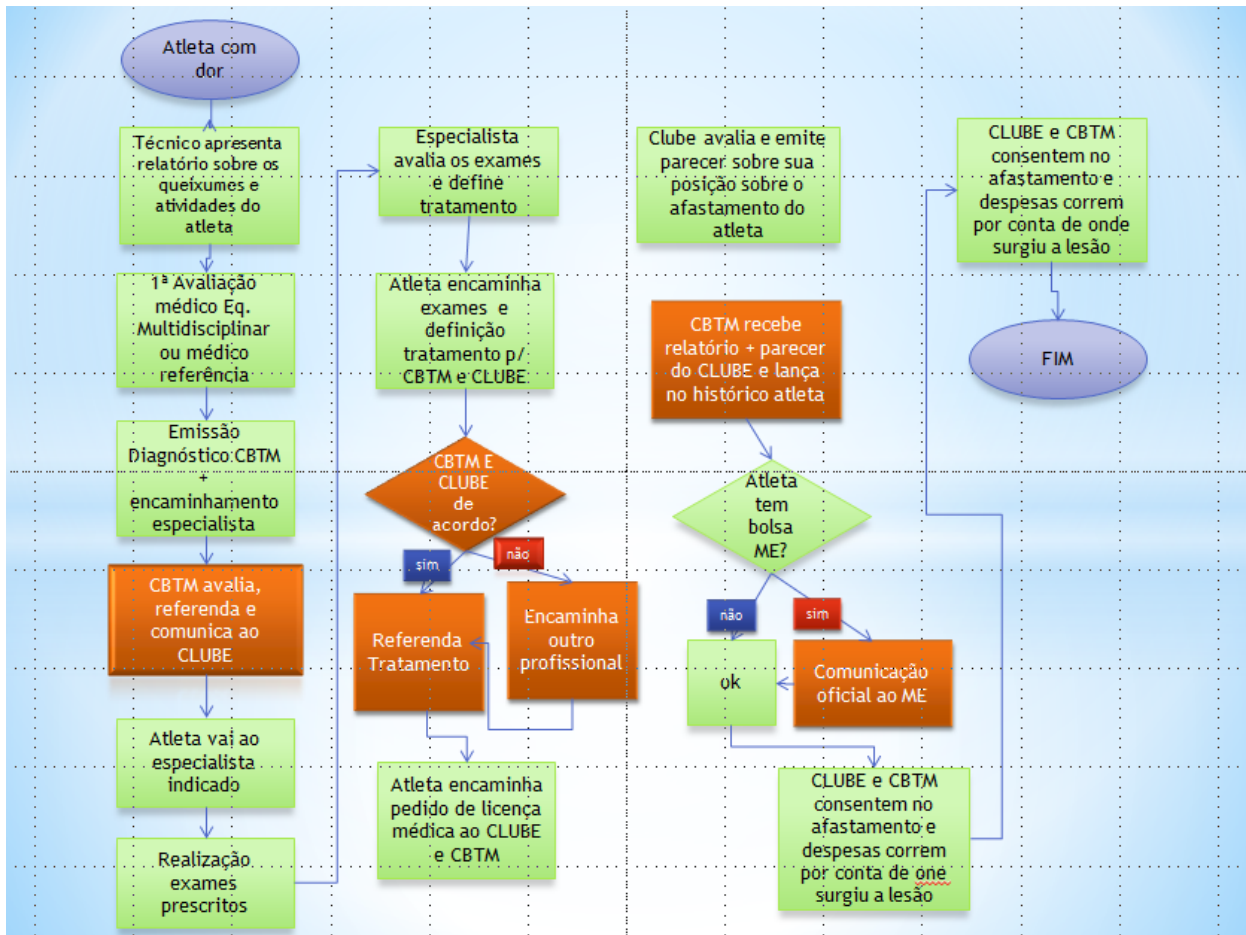 Atleta com
dor
Técnico apresenta
relatório sobre os
queixumes e
atividades do
atleta
1ª Avaliação
médico Eq.
Multidisciplinar
ou médico
referência
Emissão
Diagnóstico:CBTM
+
encaminhamento
especialista
CBTM avalia,
referenda e
comunica ao
CLUBE
Atleta vai ao
especialista
indicado
Realização
exames
prescritos
Especialista
avalia os exames
e define
tratamento
Atleta encaminha
exames e
definição
tratamento p/
CBTM e CLUBE
CBTM E
CLUBE
de
acordo?
sim
não
Referenda
Tratamento
Encaminha
outro
profissional
Atleta encaminha
pedido de licença
médica ao CLUBE
e CBTM
Clube avalia e emite
parecer sobre sua
posição sobre o
afastamento do
atleta
CBTM recebe
relatório + parecer
do CLUBE e lança
no histórico atleta
Atleta
tem
bolsa
ME?
não
sim
ok
Comunicação
oficial ao ME
CLUBE e CBTM
consentem no
afastamento e
despesas correm
por conta de one
surgiu a lesão
CLUBE e CBTM
consentem no
afastamento e
despesas correm
por conta de onde
surgiu a lesão
FIM